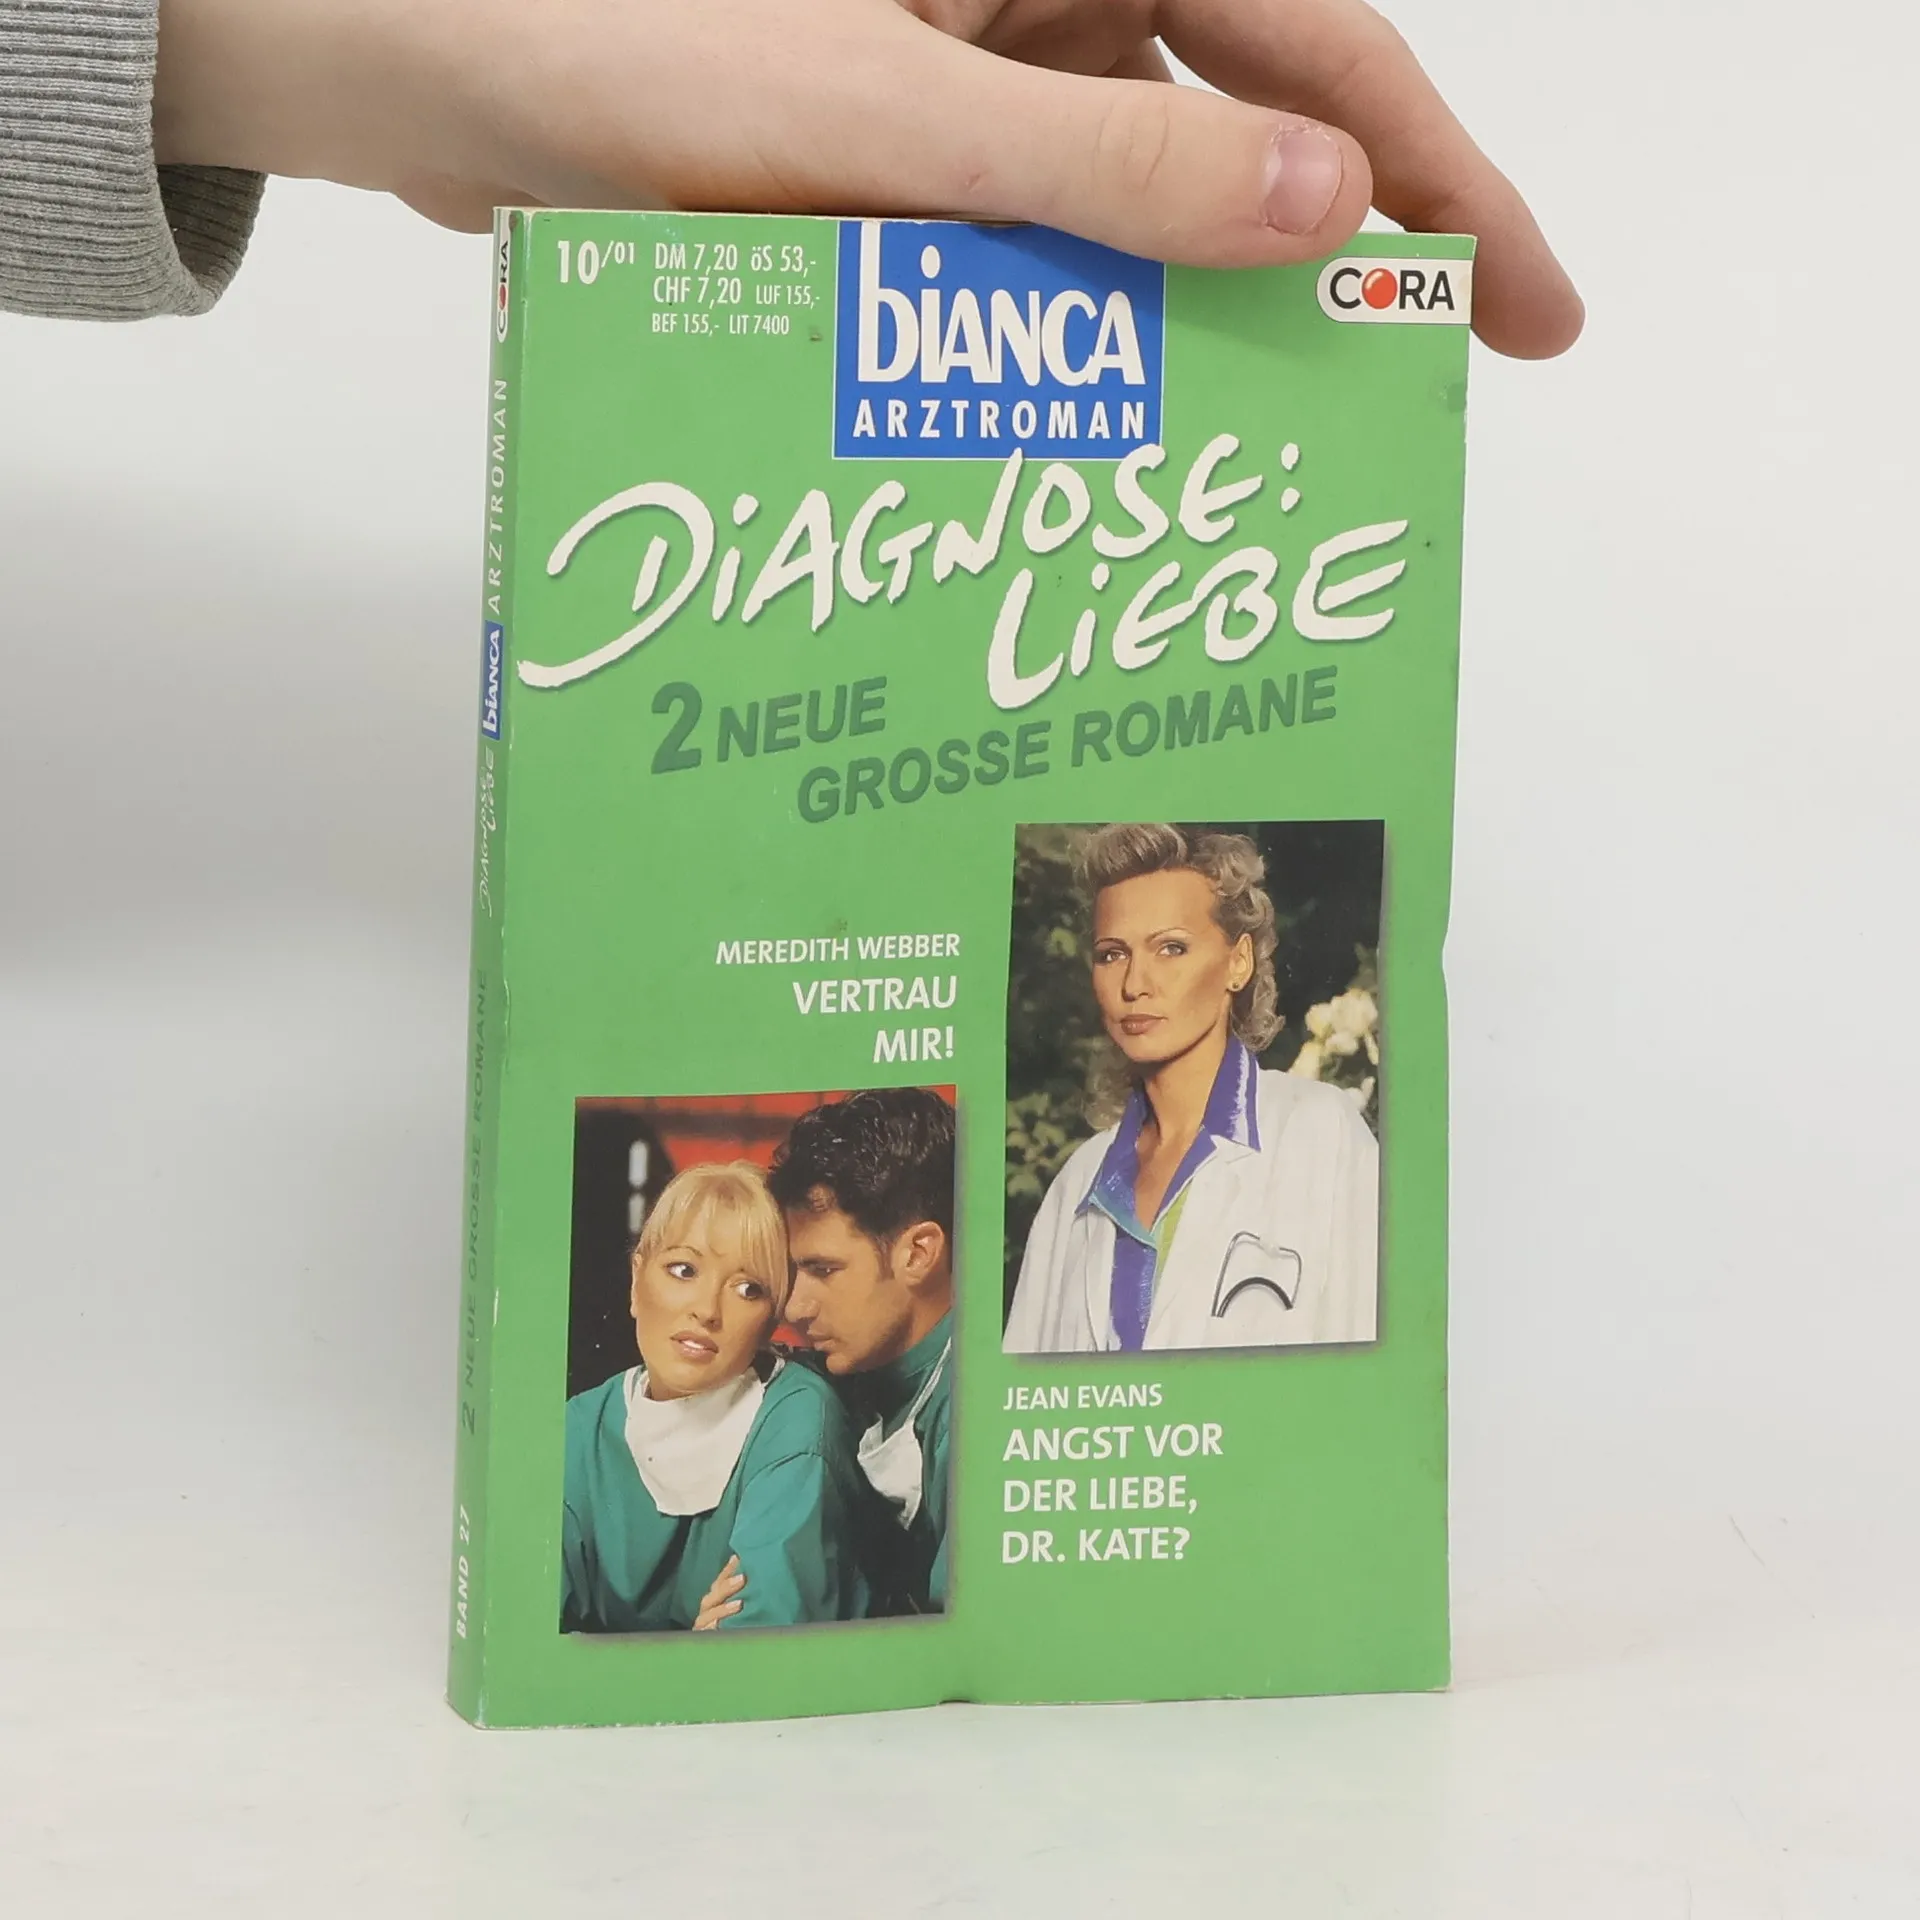 10/01
DM 7,20 öS 53,-
CHF 7,20 LUF 155,-
BEF 155,- LIT 7400
bIANCA
ARZTROMAN
CORA
DIAGNOSE:
LIEBE
2 NEUE
GROSSE ROMANE
MEREDITH WEBBER
VERTRAU
MIR!
JEAN EVANS
ANGST VOR
DER LIEBE,
DR. KATE?
CORA
bIANCA ARZTROMAN
DIAGNOSE:
LIEBE
2 NEUE GROSSE ROMANE
BAND 27